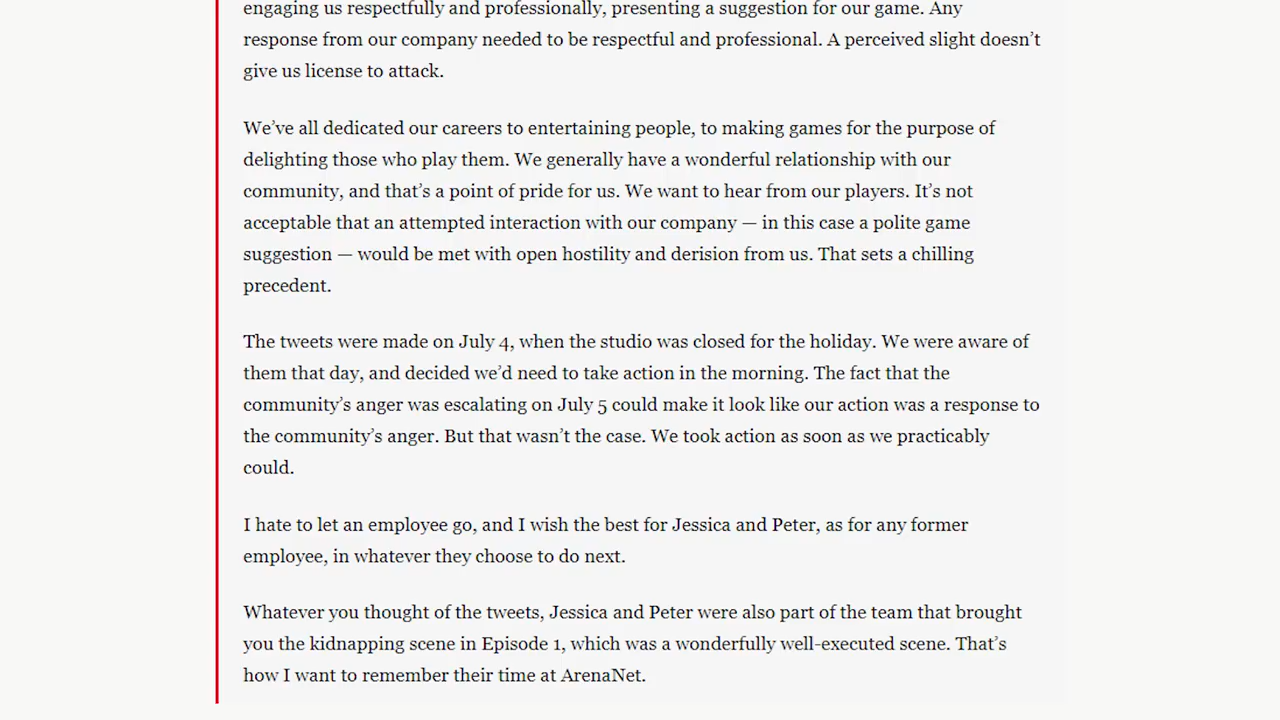 engaging us respectfully and professionally, presenting a suggestion for our game. Any
response from our company needed to be respectful and professional. A perceived slight doesn’t
give us license to attack.
We’ve all dedicated our careers to entertaining people, to making games for the purpose of
delighting those who play them. We generally have a wonderful relationship with our
community, and that’s a point of pride for us. We want to hear from our players. It’s not
acceptable that an attempted interaction with our company — in this case a polite game
suggestion — would be met with open hostility and derision from us. That sets a chilling
precedent.
The tweets were made on July 4, when the studio was closed for the holiday. We were aware of
them that day, and decided we’d need to take action in the morning. The fact that the
community’s anger was escalating on July 5 could make it look like our action was a response to
the community’s anger. But that wasn’t the case. We took action as soon as we practicably
could.
I hate to let an employee go, and I wish the best for Jessica and Peter, as for any former
employee, in whatever they choose to do next.
Whatever you thought of the tweets, Jessica and Peter were also part of the team that brought
you the kidnapping scene in Episode 1, which was a wonderfully well-executed scene. That’s
how I want to remember their time at ArenaNet.